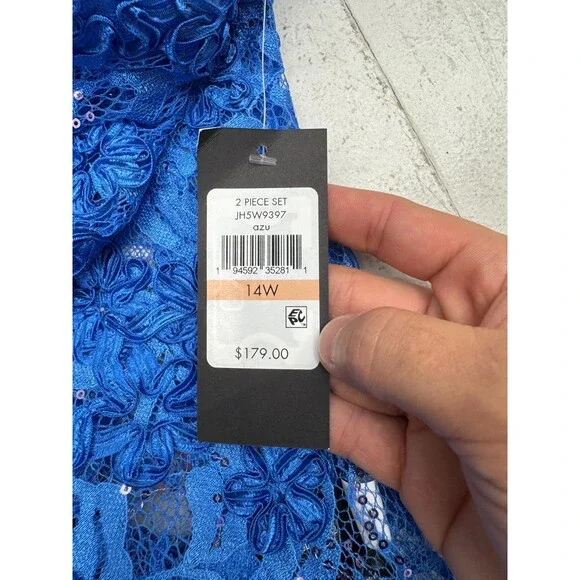 2 PIECE SET
JH5W9397
azu
1 94592 35281 1
14W
$179.00